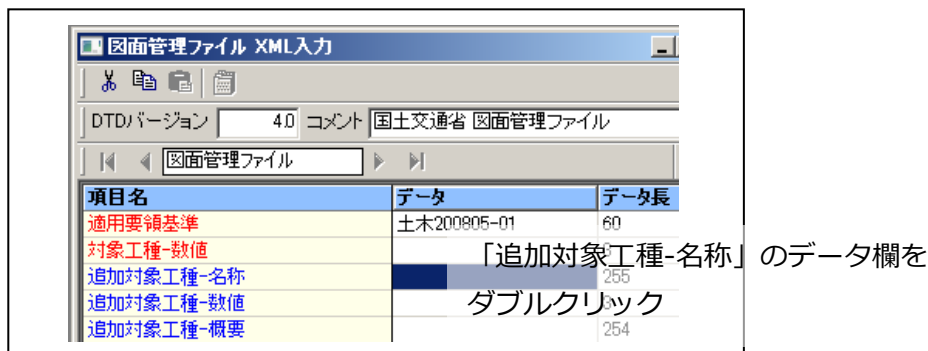 図面管理ファイル XML入力
DTDバージョン 4.0 コメント 国土交通省 図面管理ファイル
図面管理ファイル
項目名 データ データ長
適用要領基準 土木200805-01 60
対象工種-数値
追加対象工種-名称 255
追加対象工種-数値
追加対象工種-概要 254
「追加対象工種-名称」のデータ欄を
ダブルクリック